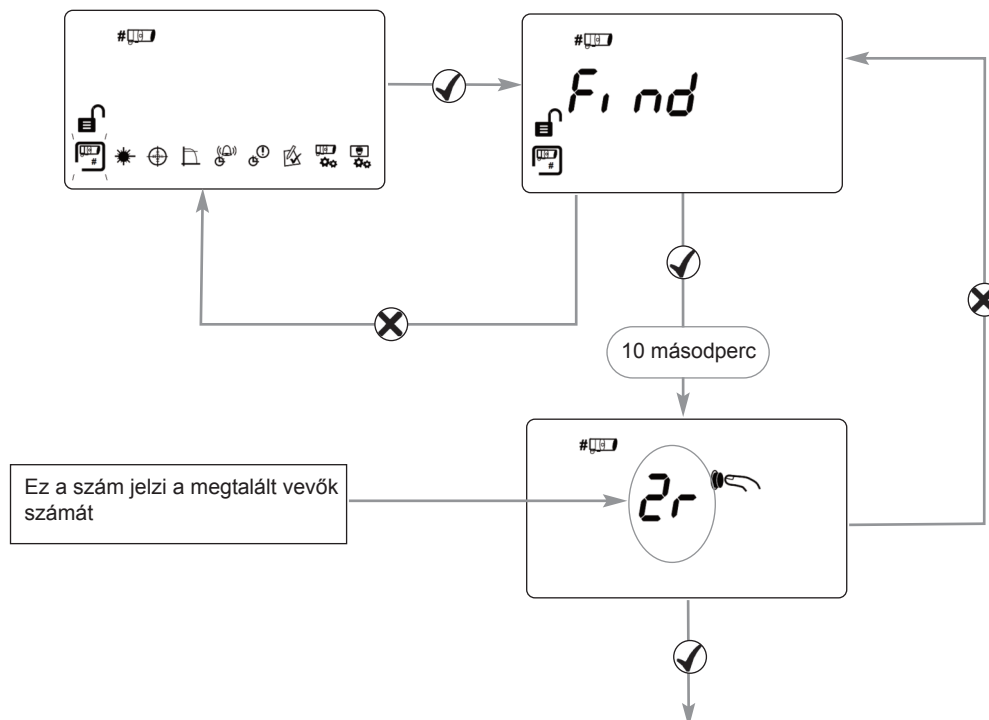 #
#
Find
#
#
10 másodperc
#
2r
Ez a szám jelzi a megtalált vevők
számát